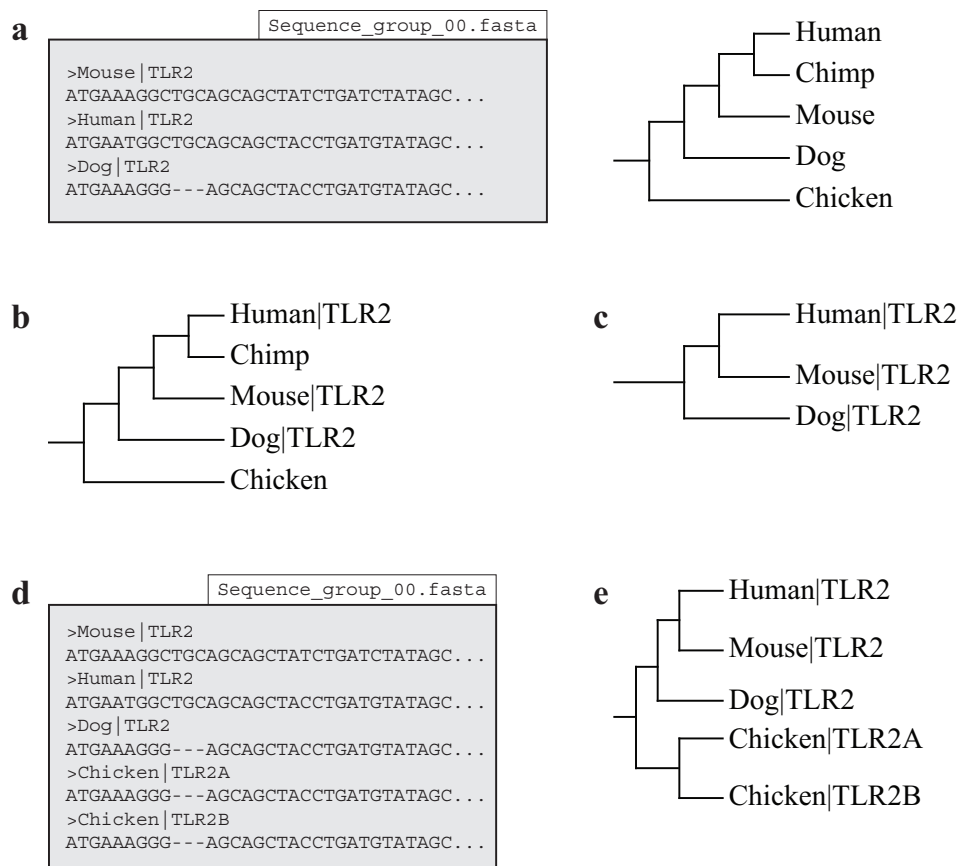 a
Sequence_group_00.fasta
>Mouse|TLR2
ATGAAAGGCTGCAGCAGCTATCTGATCTATAGC...
>Human|TLR2
ATGAATGGCTGCAGCAGCTACCTGATGTATAGC...
>Dog|TLR2
ATGAAAGGG---AGCAGCTACCTGATGTATAGC...
Human
Chimp
Mouse
Dog
Chicken
b
Human|TLR2
Chimp
Mouse|TLR2
Dog|TLR2
Chicken
c
Human|TLR2
Mouse|TLR2
Dog|TLR2
d
Sequence_group_00.fasta
>Mouse|TLR2
ATGAAAGGCTGCAGCAGCTATCTGATCTATAGC...
>Human|TLR2
ATGAATGGCTGCAGCAGCTACCTGATGTATAGC...
>Dog|TLR2
ATGAAAGGG---AGCAGCTACCTGATGTATAGC...
>Chicken|TLR2A
ATGAAAGGG---AGCAGCTACCTGATGTATAGC...
>Chicken|TLR2B
ATGAAAGGG---AGCAGCTACCTGATGTATAGC...
e
Human|TLR2
Mouse|TLR2
Dog|TLR2
Chicken|TLR2A
Chicken|TLR2B